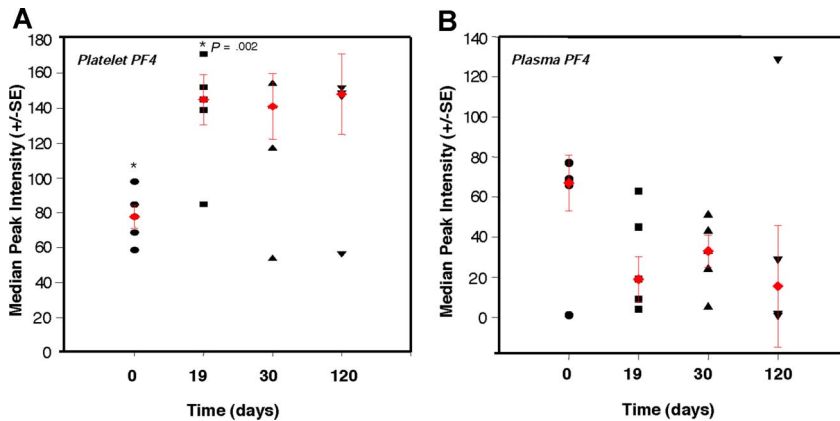 A
Platelet PF4
* P = .002
*
Median Peak Intensity (+/-SE)
180
160
140
120
100
80
60
40
20
0
0 19 30 120
Time (days)
B
Plasma PF4
Median Peak Intensity (+/-SE)
140
120
100
80
60
40
20
0
0 19 30 120
Time (days)